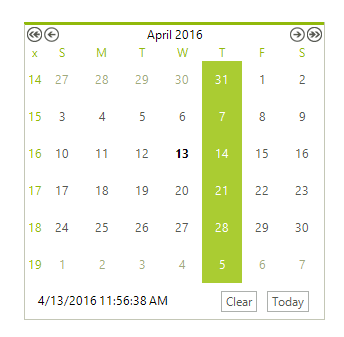 April 2016
x S M T W T F S
14 27 28 29 30 31 1 2
15 3 4 5 6 7 8 9
16 10 11 12 13 14 15 16
17 17 18 19 20 21 22 23
18 24 25 26 27 28 29 30
19 1 2 3 4 5 6 7
4/13/2016 11:56:38 AM Clear Today